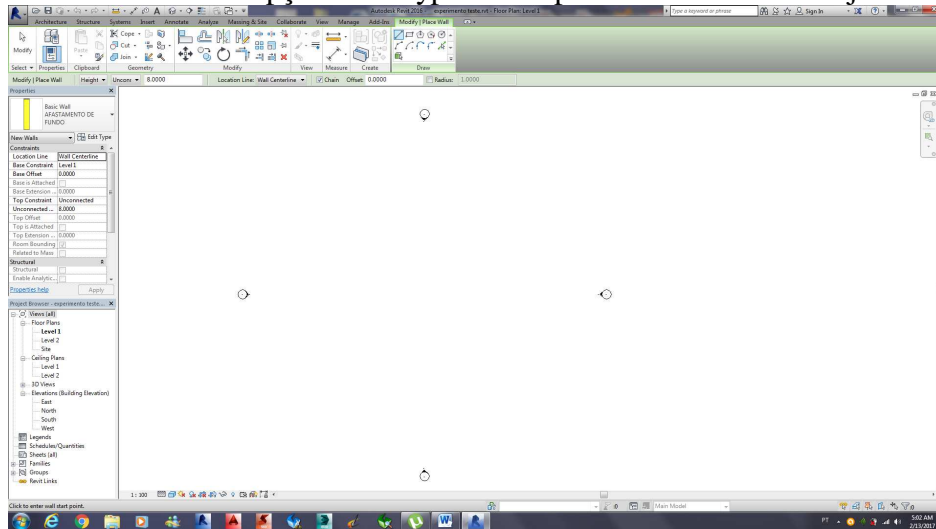 Autodesk Revit 2016 - experimento teste.rvt - Floor Plan: Level 1
Type a keyword or phrase
Sign In
Architecture Structure Systems Insert Annotate Analyze Massing & Site Collaborate View Manage Add-Ins Modify | Place Wall
Modify
Properties
Paste
Cope
Cut
Join
Select Properties Clipboard Geometry Modify View Measure Create Draw
Modify | Place Wall Height Unconn 8.0000 Location Line: Wall Centerline Chain Offset: 0.0000 Radius: 1.0000
Properties
Basic Wall
AFASTAMENTO DE
FUNDO
New Walls Edit Type
Constraints
Location Line Wall Centerline
Base Constraint Level 1
Base Offset 0.0000
Base is Attached
Base Extension ... 0.0000
Top Constraint Unconnected
Unconnected ... 8.0000
Top Offset 0.0000
Top is Attached
Top Extension ... 0.0000
Room Bounding
Related to Mass
Structural
Structural
Enable Analytic...
Properties help Apply
Project Browser - experimento teste....
Views (all)
Floor Plans
Level 1
Level 2
Site
Ceiling Plans
Level 1
Level 2
3D Views
Elevations (Building Elevation)
East
North
South
West
Legends
Schedules/Quantities
Sheets (all)
Families
Groups
Revit Links
1 : 100
Click to enter wall start point.
:0
Main Model
PT
5:02 AM
2/13/2017